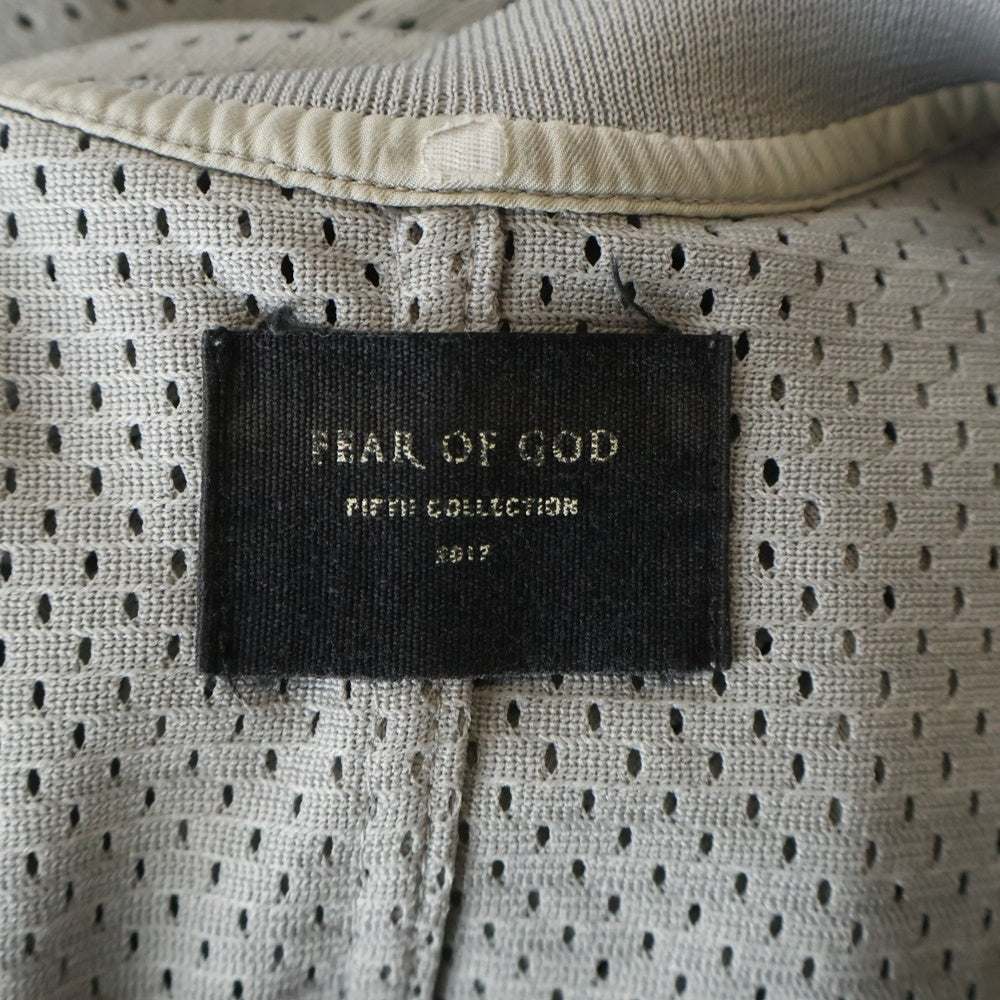 FEAR OF GOD
FIFTH COLLECTION
2017